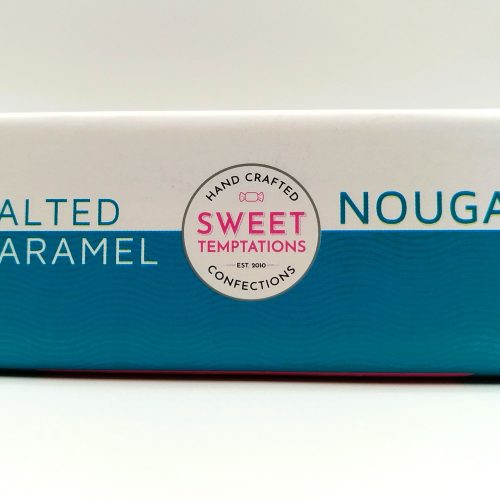 ALTED
ARAMEL
HAND CRAFTED
SWEET
TEMPTATIONS
EST. 2010
CONFECTIONS
NOUGA